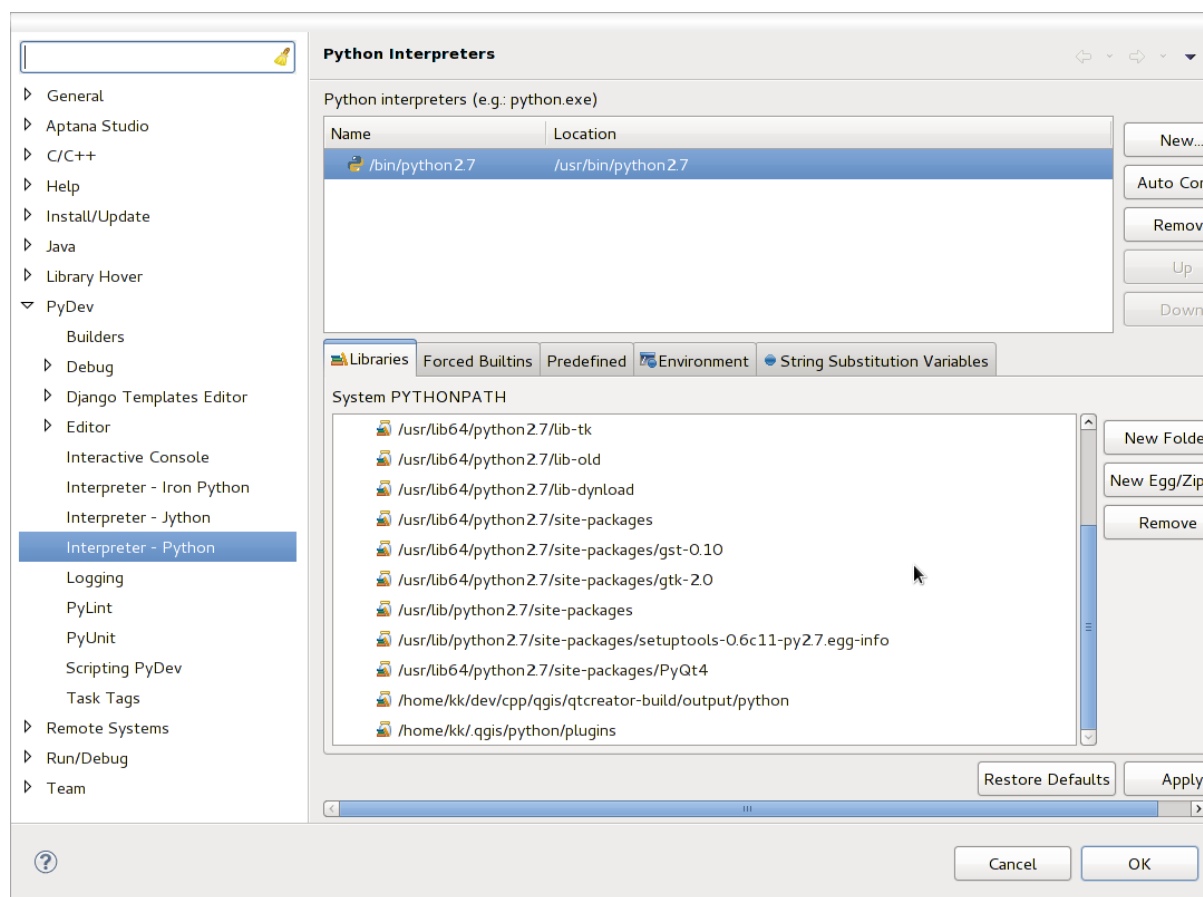 Python Interpreters
General
Aptana Studio
C/C++
Help
Install/Update
Java
Library Hover
PyDev
Builders
Debug
Django Templates Editor
Editor
Interactive Console
Interpreter - Iron Python
Interpreter - Jython
Interpreter - Python
Logging
PyLint
PyUnit
Scripting PyDev
Task Tags
Remote Systems
Run/Debug
Team
Python interpreters (e.g.: python.exe)
Name Location
/bin/python2.7 /usr/bin/python2.7
New...
Auto Con
Remov
Up
Down
Libraries Forced Builtins Predefined Environment String Substitution Variables
System PYTHONPATH
/usr/lib64/python2.7/lib-tk
/usr/lib64/python2.7/lib-old
/usr/lib64/python2.7/lib-dynload
/usr/lib64/python2.7/site-packages
/usr/lib64/python2.7/site-packages/gst-0.10
/usr/lib64/python2.7/site-packages/gtk-2.0
/usr/lib/python2.7/site-packages
/usr/lib/python2.7/site-packages/setuptools-0.6c11-py2.7.egg-info
/usr/lib64/python2.7/site-packages/PyQt4
/home/kk/dev/cpp/qgis/qtcreator-build/output/python
/home/kk/.qgis/python/plugins
New Folde
New Egg/Zip
Remove
Restore Defaults Apply
Cancel OK